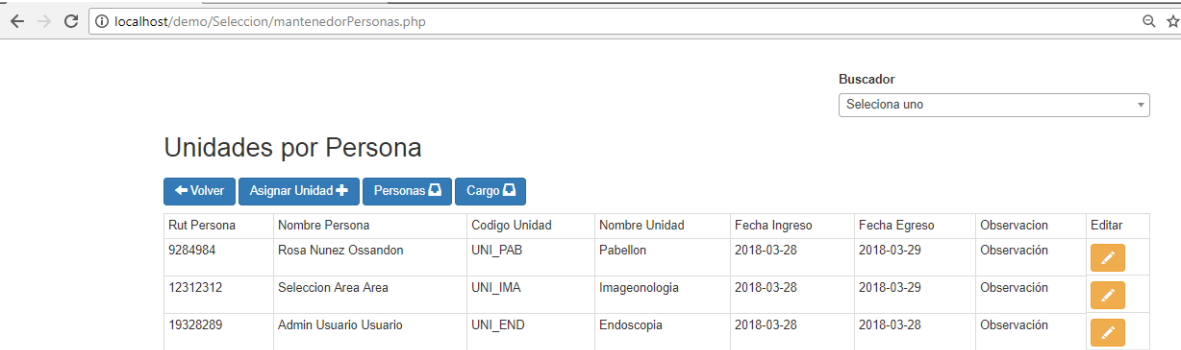 localhost/demo/Seleccion/mantenedorPersonas.php
Buscador
Seleciona uno
Unidades por Persona
Volver Asignar Unidad Personas Cargo
Rut Persona Nombre Persona Codigo Unidad Nombre Unidad Fecha Ingreso Fecha Egreso Observacion Editar
9284984 Rosa Nunez Ossandon UNI_PAB Pabellon 2018-03-28 2018-03-29 Observación
12312312 Seleccion Area Area UNI_IMA Imageonologia 2018-03-28 2018-03-29 Observación
19328289 Admin Usuario Usuario UNI_END Endoscopia 2018-03-28 2018-03-28 Observación